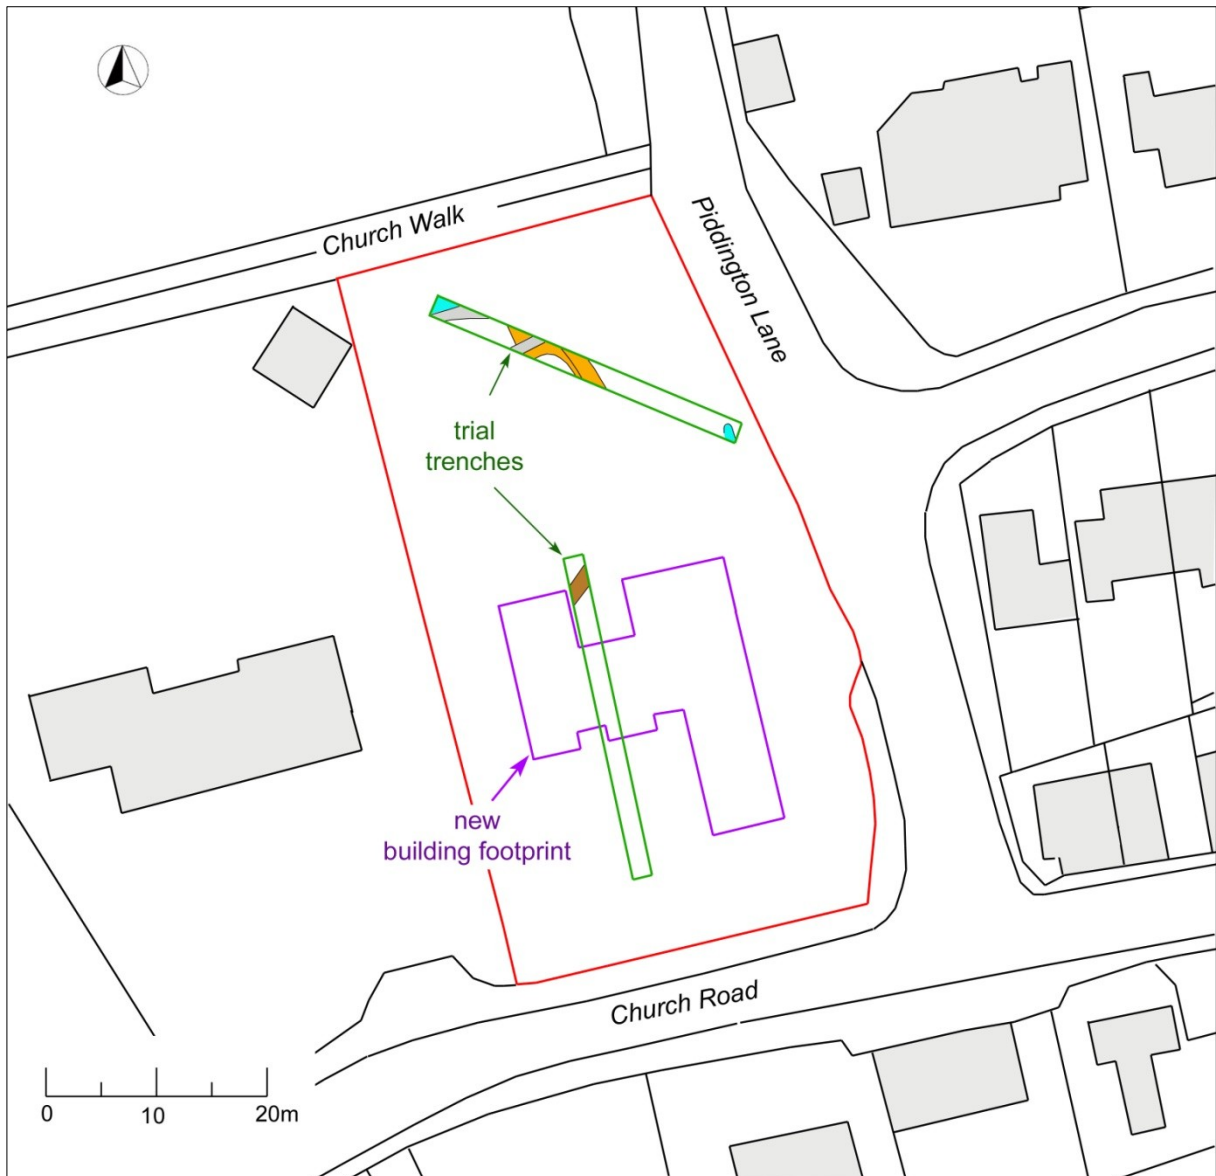 Church Walk
Piddington Lane
trial
trenches
new
building footprint
Church Road
0 10 20m